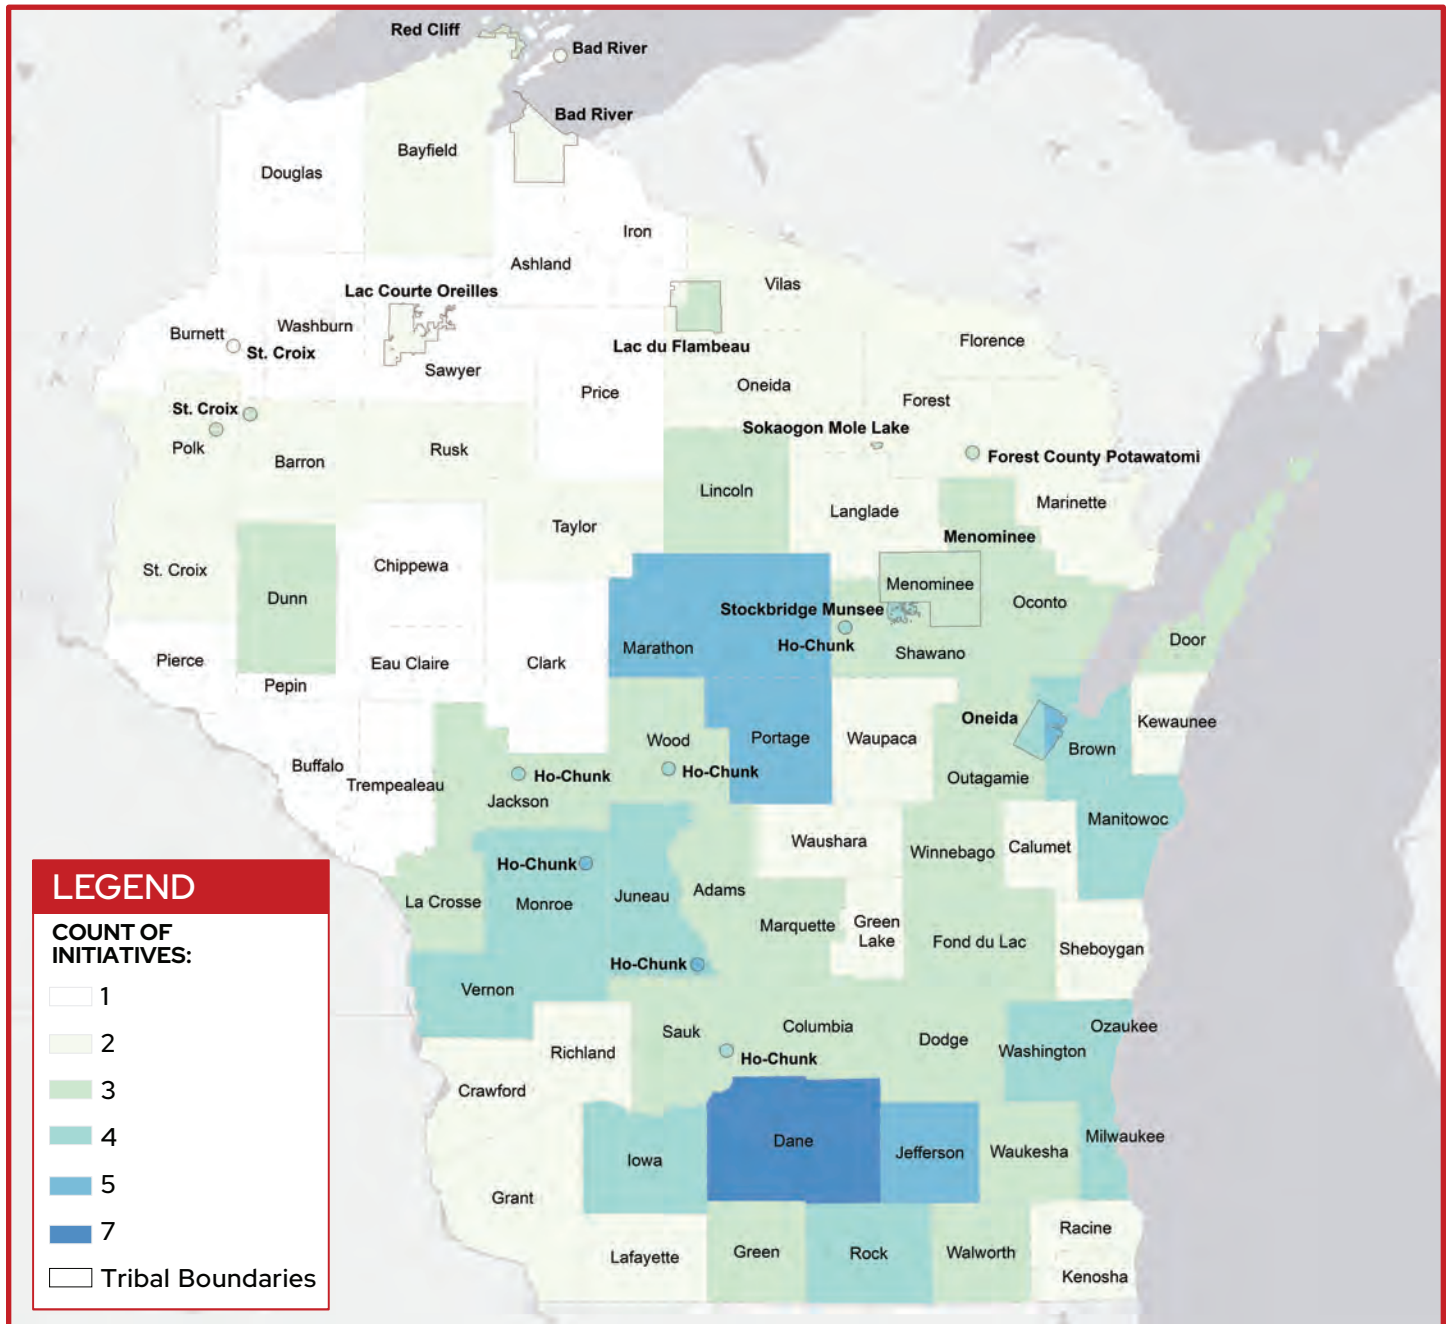 Red Cliff
Bad River
Bad River
Bayfield
Douglas
Iron
Ashland
Vilas
Lac Courte Oreilles
Washburn
Burnett
St. Croix
Sawyer
Lac du Flambeau
Florence
Price
Oneida
Forest
St. Croix
Polk
Barron
Rusk
Sokaogon Mole Lake
Forest County Potawatomi
Lincoln
Langlade
Marinette
Taylor
Menominee
St. Croix
Chippewa
Dunn
Menominee
Oconto
Stockbridge Munsee
Marathon
Ho-Chunk
Shawano
Door
Pierce
Eau Claire
Clark
Pepin
Oneida
Kewaunee
Wood
Portage
Waupaca
Brown
Buffalo
Trempealeau
Ho-Chunk
Ho-Chunk
Outagamie
Jackson
Manitowoc
Waushara
Winnebago
Calumet
Ho-Chunk
La Crosse
Monroe
Juneau
Adams
Marquette
Green
Lake
Fond du Lac
Sheboygan
Ho-Chunk
Vernon
Sauk
Columbia
Dodge
Ozaukee
Washington
Richland
Ho-Chunk
Crawford
Iowa
Dane
Jefferson
Waukesha
Milwaukee
Grant
Lafayette
Green
Rock
Walworth
Racine
Kenosha
LEGEND
COUNT OF
INITIATIVES:
1
2
3
4
5
7
Tribal Boundaries